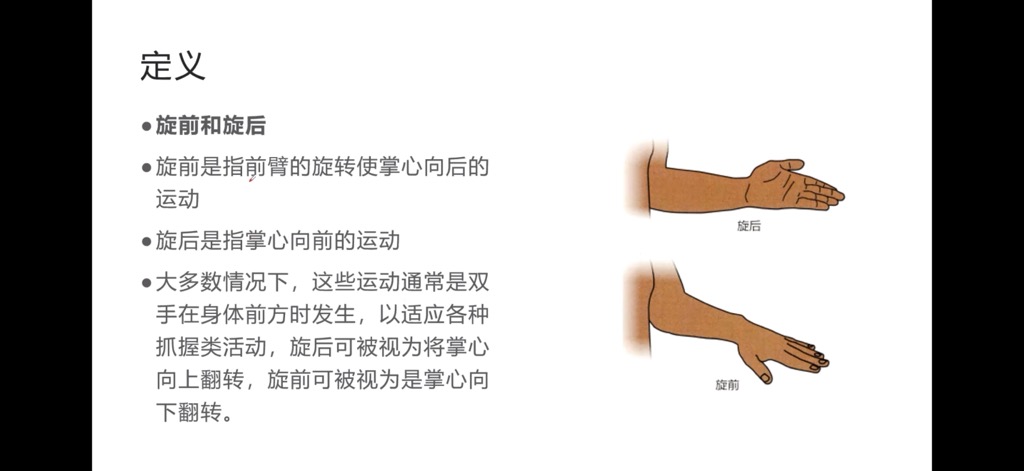 定义
●旋前和旋后
●旋前是指前臂的旋转使掌心向后的
运动
●旋后是指掌心向前的运动
●大多数情况下，这些运动通常是双
手在身体前方时发生，以适应各种
抓握类活动，旋后可被视为将掌心
向上翻转，旋前可被视为是掌心向
下翻转。
旋后
旋前